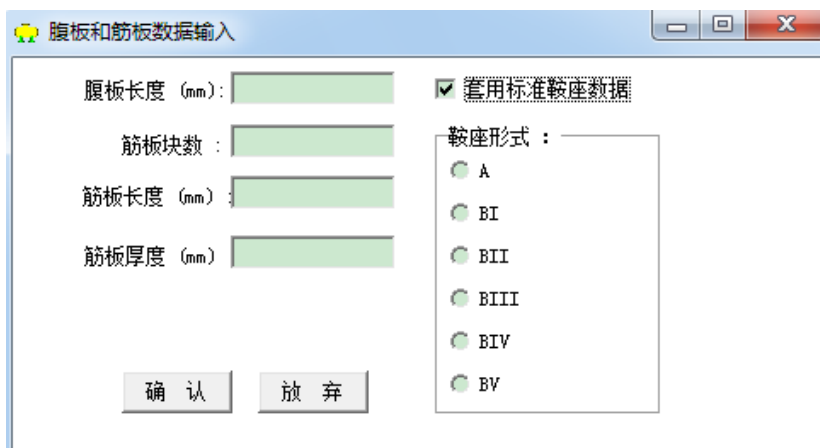 腹板和筋板数据输入
腹板长度 (mm):
套用标准鞍座数据
筋板块数 :
筋板长度 (mm) :
筋板厚度 (mm)
鞍座形式 :
A
BI
BII
BIII
BIV
BV
确 认
放 弃